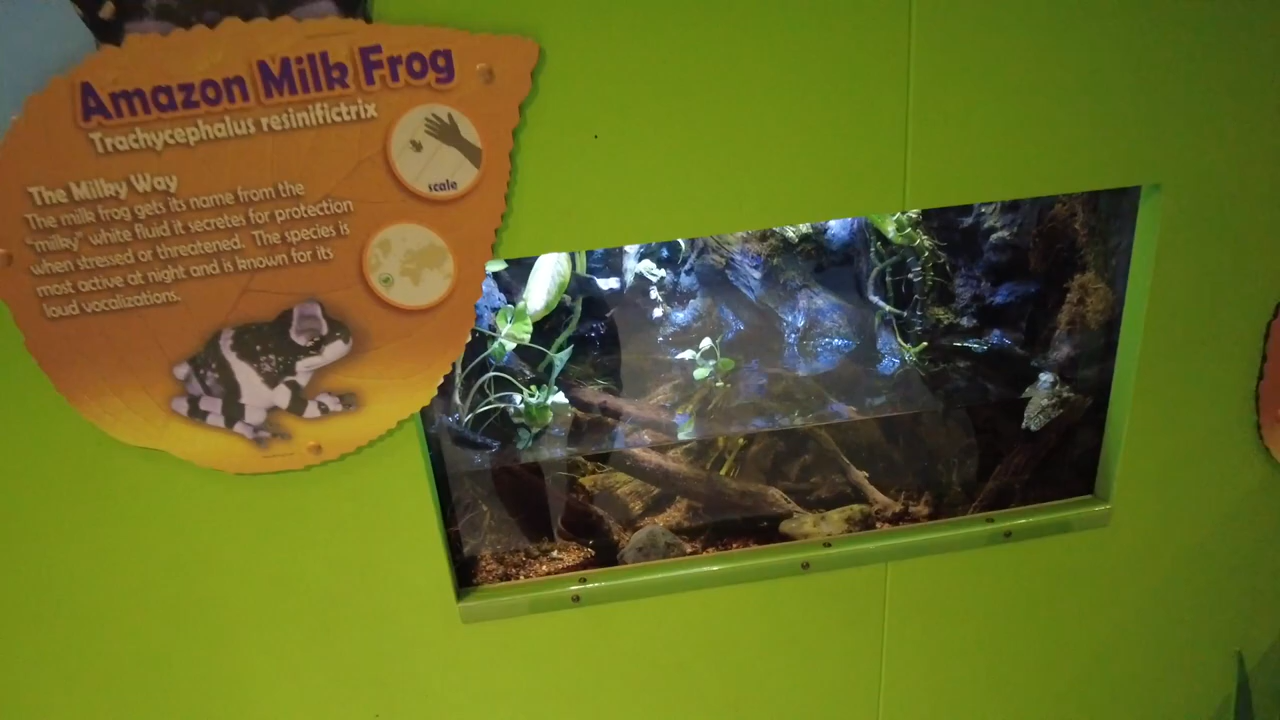 Amazon Milk Frog
Trachycephalus resinifictrix
scale
The Milky Way
The milk frog gets its name from the
"milky" white fluid it secretes for protection
when stressed or threatened. The species is
most active at night and is known for its
loud vocalizations.